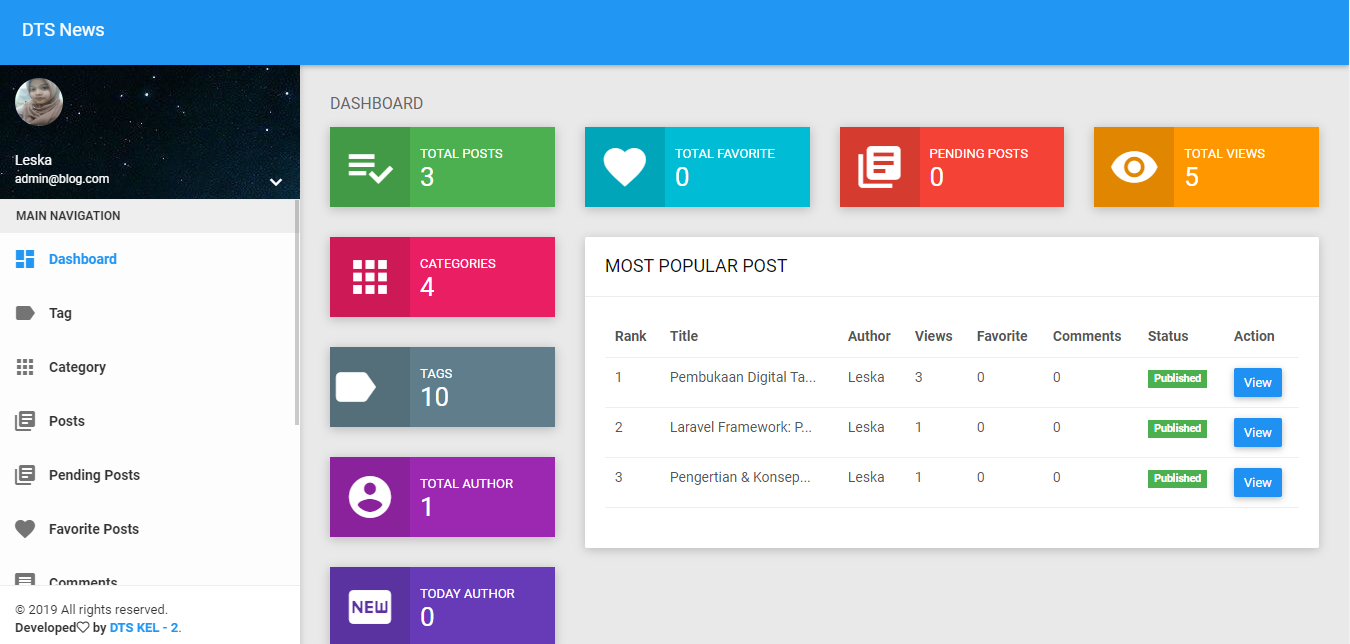 DTS News
Leska
admin@blog.com
MAIN NAVIGATION
Dashboard
Tag
Category
Posts
Pending Posts
Favorite Posts
Comments
© 2019 All rights reserved.
Developed♡ by DTS KEL - 2.
DASHBOARD
TOTAL POSTS
3
TOTAL FAVORITE
0
PENDING POSTS
0
TOTAL VIEWS
5
CATEGORIES
4
TAGS
10
TOTAL AUTHOR
1
NEW
TODAY AUTHOR
0
MOST POPULAR POST
Rank Title Author Views Favorite Comments Status Action
1 Pembukaan Digital Ta... Leska 3 0 0 Published View
2 Laravel Framework: P... Leska 1 0 0 Published View
3 Pengertian & Konsep... Leska 1 0 0 Published View